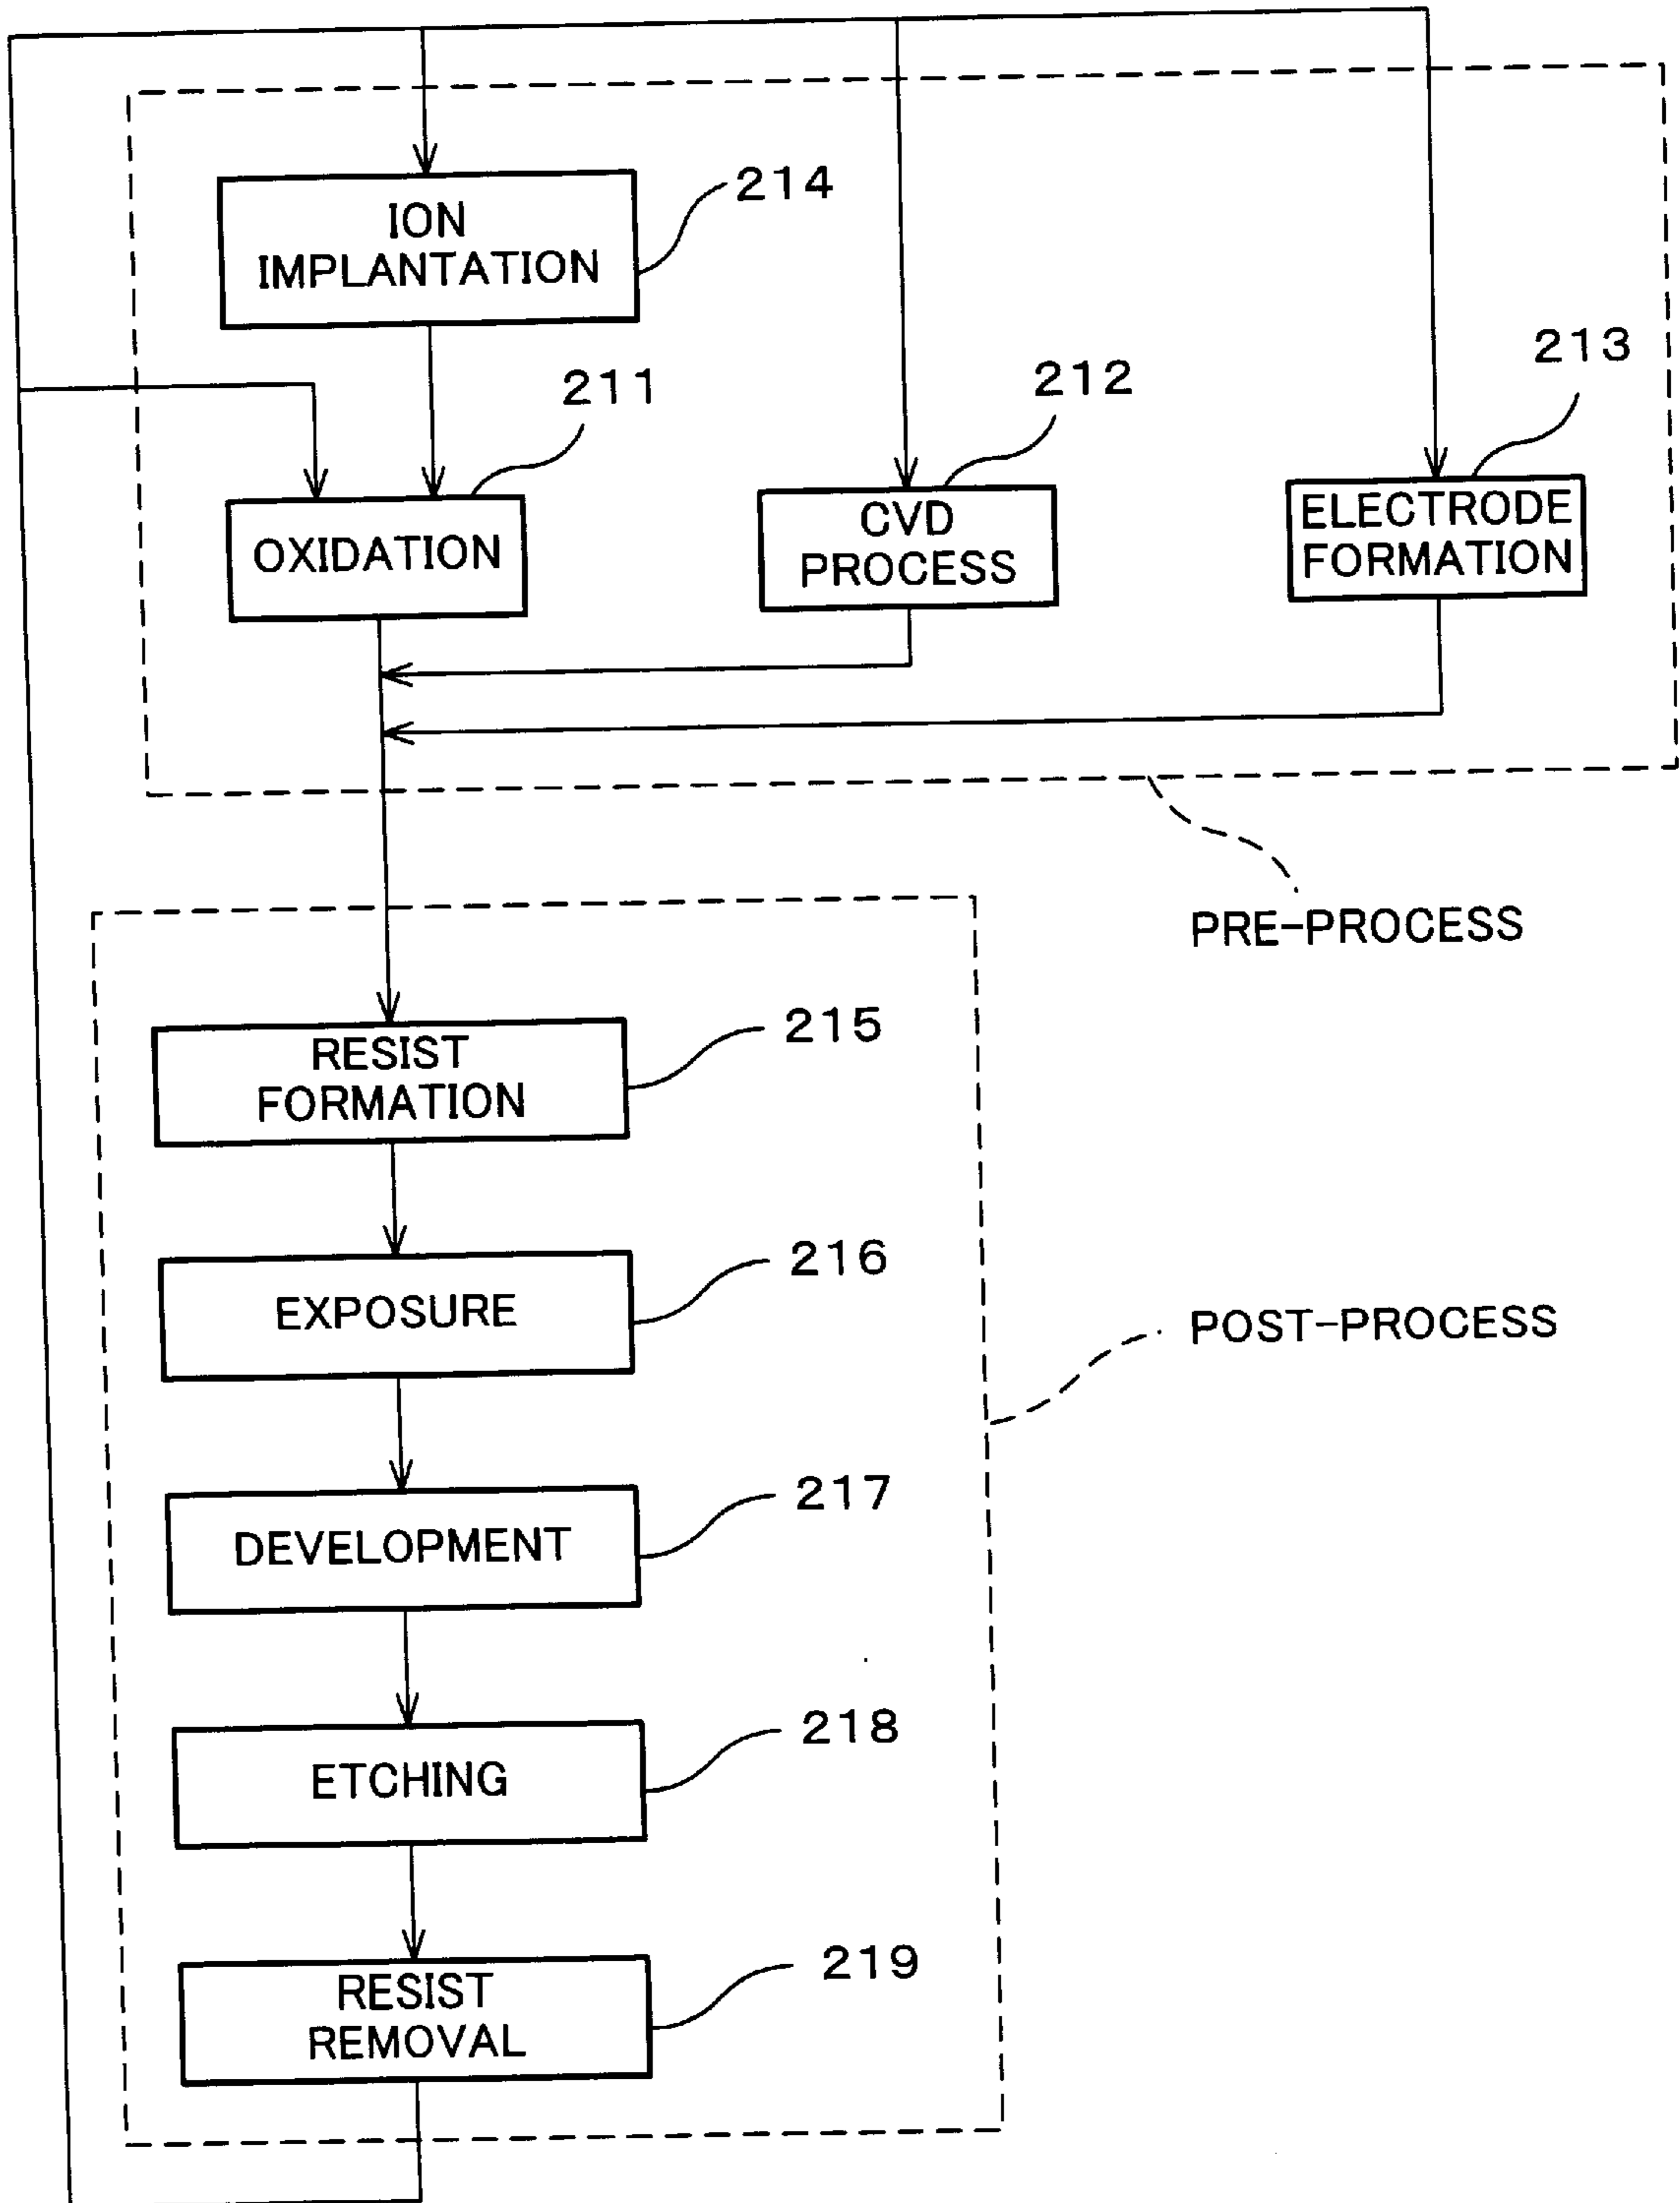 214
ION
IMPLANTATION
213
211
212
OXIDATION
CVD
PROCESS
ELECTRODE
FORMATION
PRE-PROCESS
215
RESIST
FORMATION
216
EXPOSURE
POST-PROCESS
217
DEVELOPMENT
218
ETCHING
219
RESIST
REMOVAL